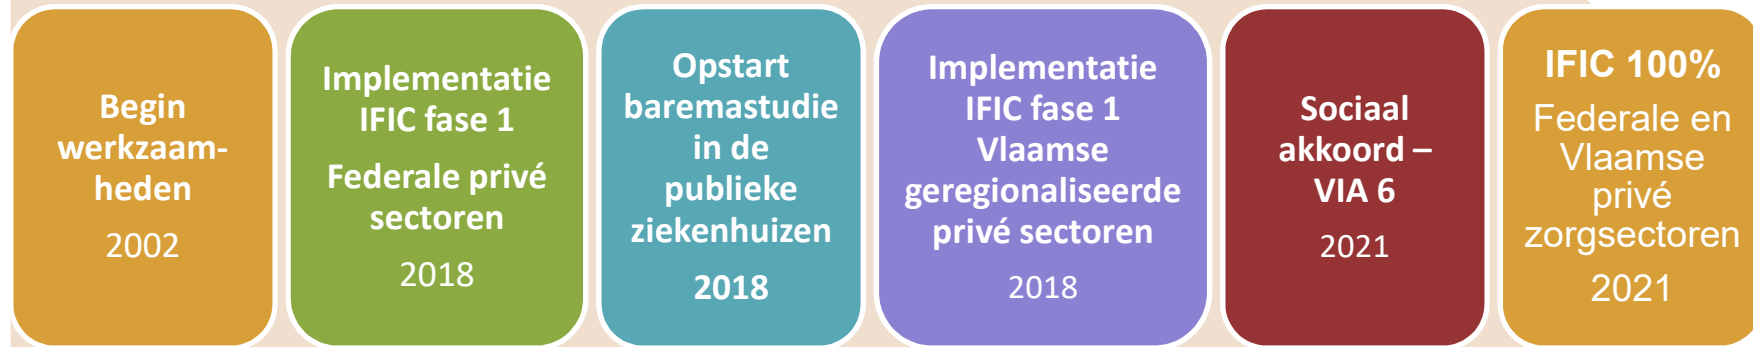 Begin
werkzaam-
heden
2002
Implementatie
IFIC fase 1
Federale privé
sectoren
2018
Opstart
baremastudie
in de
publieke
ziekenhuizen
2018
Implementatie
IFIC fase 1
Vlaamse
geregionaliseerde
privé sectoren
2018
Sociaal
akkoord –
VIA 6
2021
IFIC 100%
Federale en
Vlaamse
privé
zorgsectoren
2021